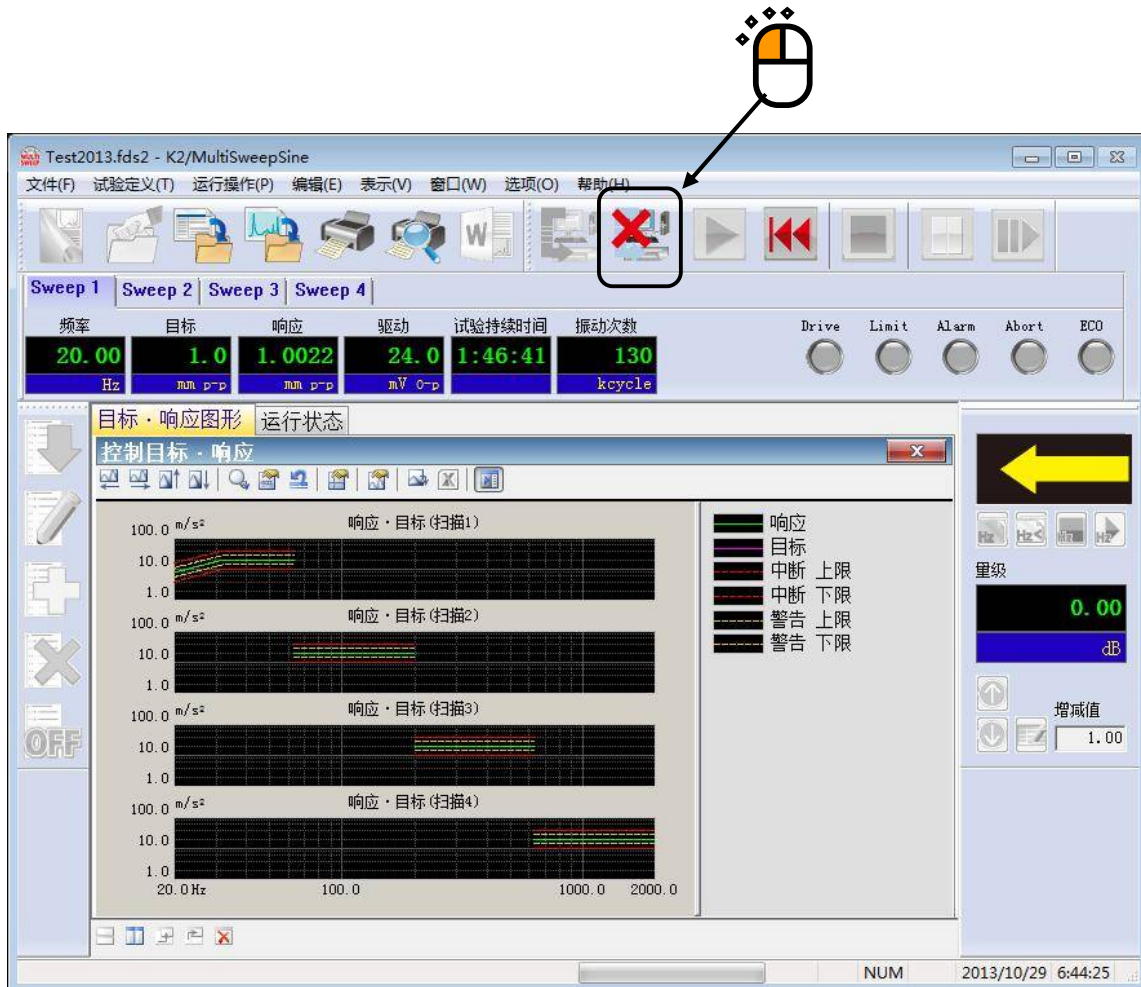 Test2013.fds2 - K2/MultiSweepSine
文件(F) 试验定义(T) 运行操作(P) 编辑(E) 表示(V) 窗口(W) 选项(O) 帮助(H)
W
Sweep 1 Sweep 2 Sweep 3 Sweep 4
频率 目标 响应 驱动 试验持续时间 振动次数 Drive Limit Alarm Abort ECO
20.00 1.0 1.0022 24.0 1:46:41 130
Hz mm p-p mm p-p mV 0-p kcycle
目标・响应图形 运行状态
控制目标・响应
100.0 m/s² 响应・目标(扫描1)
10.0
1.0
100.0 m/s² 响应・目标(扫描2)
10.0
1.0
100.0 m/s² 响应・目标(扫描3)
10.0
1.0
100.0 m/s² 响应・目标(扫描4)
10.0
1.0
20.0Hz 100.0 1000.0 2000.0
响应
目标
中断 上限
中断 下限
警告 上限
警告 下限
OFF
量级
0.00
dB
增减值
1.00
NUM 2013/10/29 6:44:25